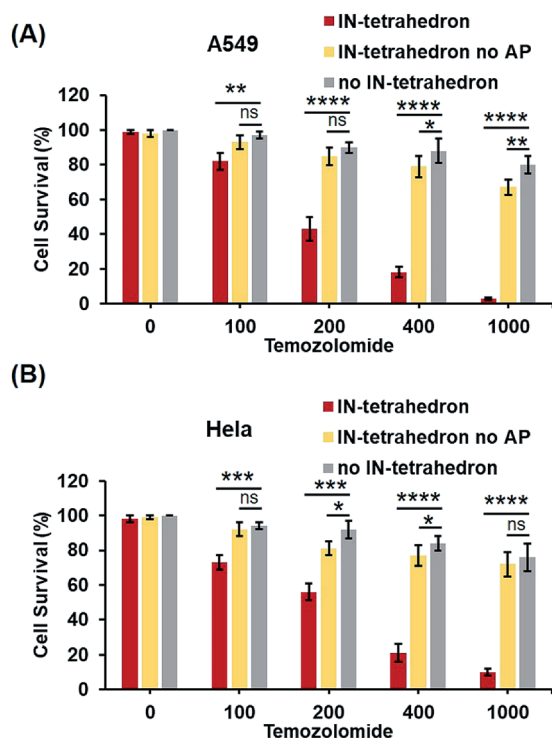 (A)
A549
IN-tetrahedron
IN-tetrahedron no AP
no IN-tetrahedron
Cell Survival (%)
120
100
80
60
40
20
0
**
ns
****
ns
****
*
****
**
0 100 200 400 1000
Temozolomide
(B)
Hela
IN-tetrahedron
IN-tetrahedron no AP
no IN-tetrahedron
Cell Survival (%)
120
100
80
60
40
20
0
***
ns
***
*
****
*
****
ns
0 100 200 400 1000
Temozolomide